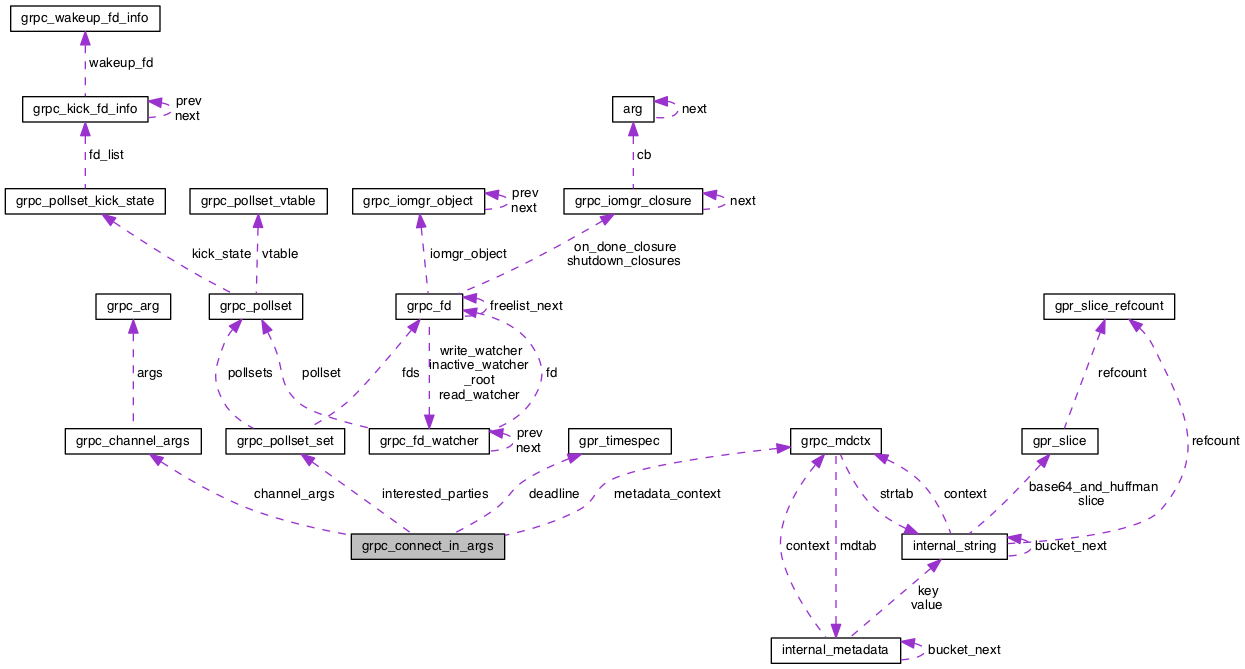 grpc_wakeup_fd_info
wakeup_fd
grpc_kick_fd_info
prev
next
arg
next
fd_list
cb
grpc_pollset_kick_state
grpc_pollset_vtable
grpc_iomgr_object
prev
next
grpc_iomgr_closure
next
kick_state
vtable
iomgr_object
on_done_closure
shutdown_closures
grpc_arg
grpc_pollset
grpc_fd
freelist_next
gpr_slice_refcount
args
pollsets
pollset
fds
write_watcher
inactive_watcher
_root
read_watcher
fd
refcount
grpc_channel_args
grpc_pollset_set
grpc_fd_watcher
prev
next
gpr_timespec
grpc_mdctx
gpr_slice
refcount
channel_args
interested_parties
deadline
metadata_context
strtab
context
base64_and_huffman
slice
grpc_connect_in_args
context
mdtab
internal_string
bucket_next
key
value
internal_metadata
bucket_next